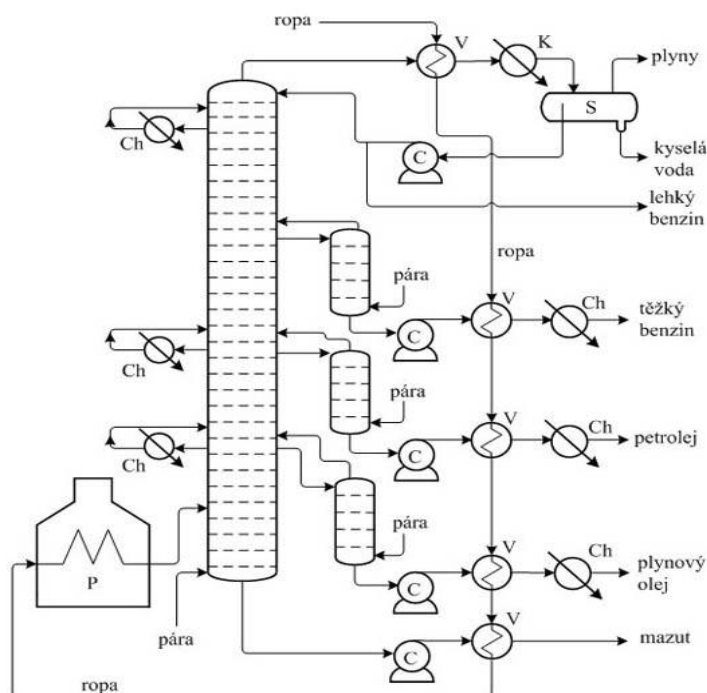 ropa
V
K
plyny
S
Ch
C
kyselá
voda
lehký
benzin
ropa
pára
V
Ch
těžký
benzin
C
Ch
pára
V
Ch
petrolej
C
Ch
pára
V
Ch
plynový
olej
P
C
V
mazut
pára
C
ropa